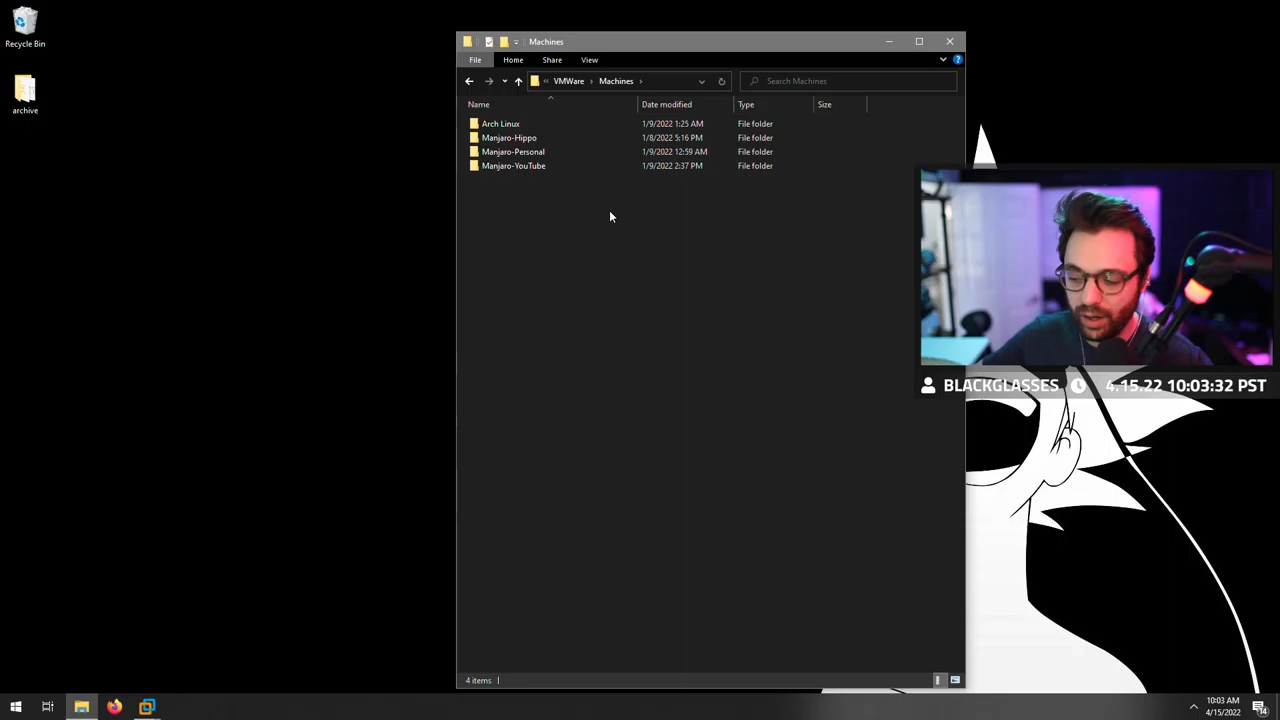 Recycle Bin
archive
Machines
File Home Share View
« VMWare › Machines › Search Machines
Name Date modified Type Size
Arch Linux 1/9/2022 1:25 AM File folder
Manjaro-Hippo 1/8/2022 5:16 PM File folder
Manjaro-Personal 1/9/2022 12:59 AM File folder
Manjaro-YouTube 1/9/2022 2:37 PM File folder
BLACKGLASSES 4.15.22 10:03:32 PST
4 items
10:03 AM
4/15/2022
14